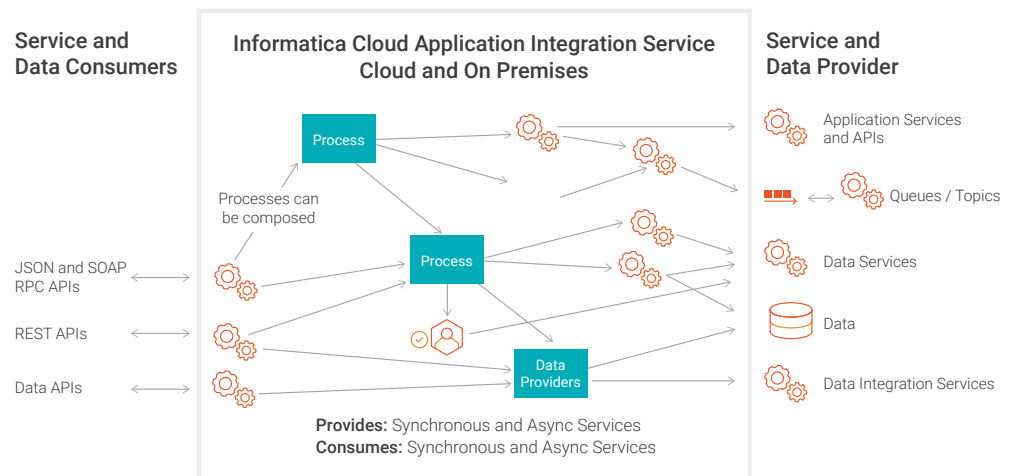 Service and
Data Consumers
Informatica Cloud Application Integration Service
Cloud and On Premises
Service and
Data Provider
Process
Application Services
and APIs
Processes can
be composed
Queues / Topics
Process
JSON and SOAP
RPC APIs
Data Services
REST APIs
Data
Data
Providers
Data APIs
Data Integration Services
Provides: Synchronous and Async Services
Consumes: Synchronous and Async Services